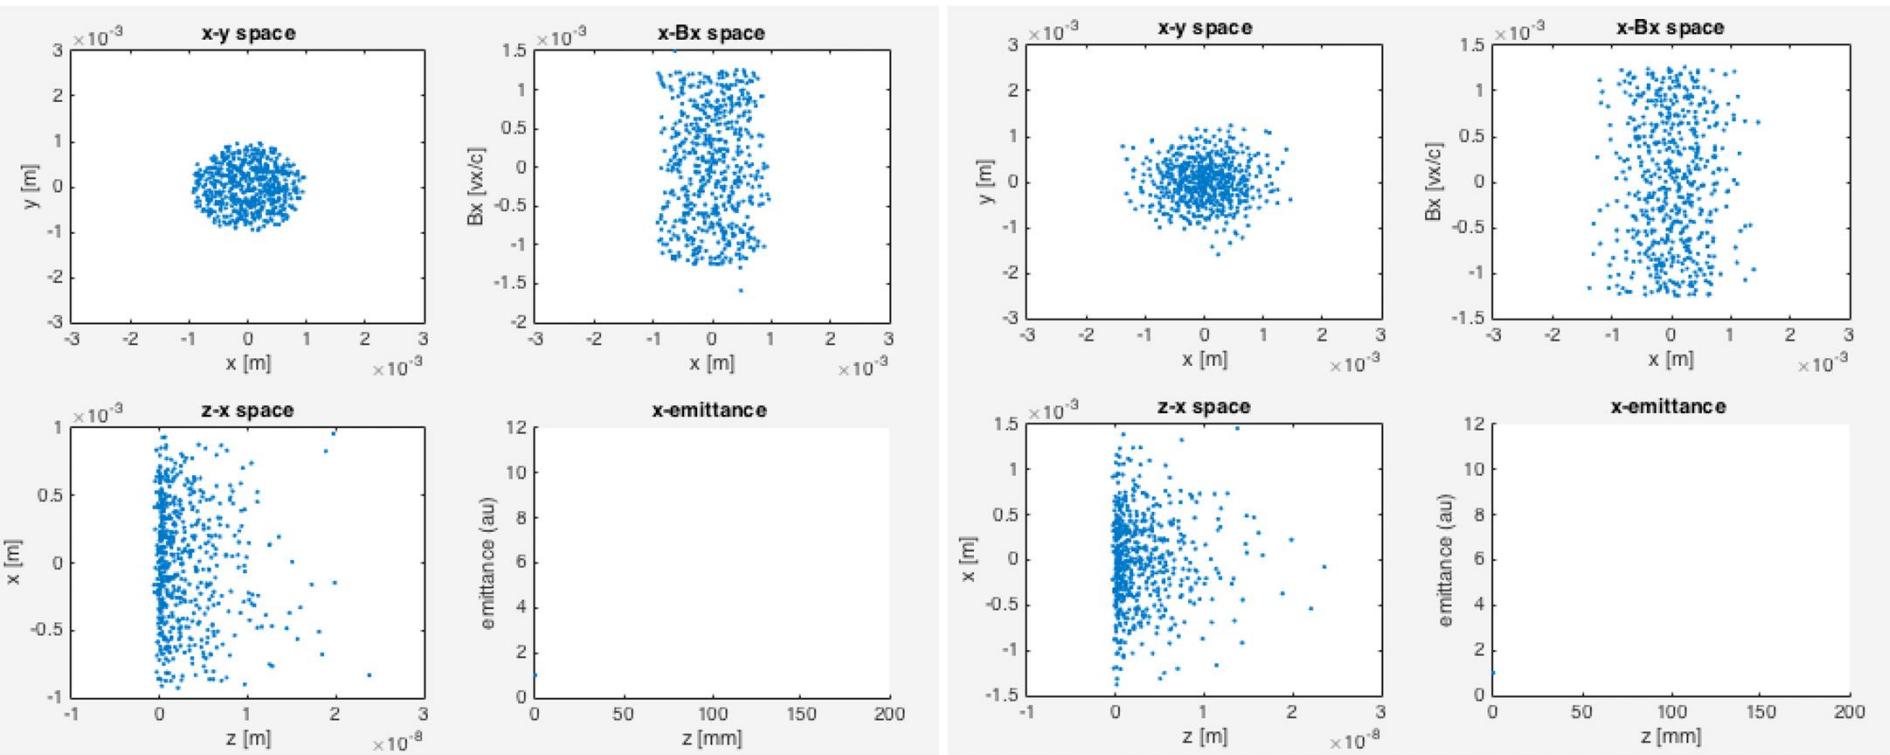 x-y space
×10⁻³
3
2
1
0
-1
-2
-3
y [m]
-3 -2 -1 0 1 2 3
x [m]
×10⁻³
x-Bx space
×10⁻³
1.5
1
0.5
0
-0.5
-1
-1.5
-2
Bx [vx/c]
-3 -2 -1 0 1 2 3
x [m]
×10⁻³
x-y space
×10⁻³
3
2
1
0
-1
-2
-3
y [m]
-3 -2 -1 0 1 2 3
x [m]
×10⁻³
x-Bx space
×10⁻³
1.5
1
0.5
0
-0.5
-1
-1.5
Bx [vx/c]
-3 -2 -1 0 1 2 3
x [m]
×10⁻³
z-x space
×10⁻³
1
0.5
0
-0.5
-1
x [m]
-1 0 1 2 3
z [m]
×10⁻⁸
x-emittance
12
10
8
6
4
2
0
emittance (au)
0 50 100 150 200
z [mm]
z-x space
×10⁻³
1.5
1
0.5
0
-0.5
-1
-1.5
x [m]
-1 0 1 2 3
z [m]
×10⁻⁸
x-emittance
12
10
8
6
4
2
0
emittance (au)
0 50 100 150 200
z [mm]